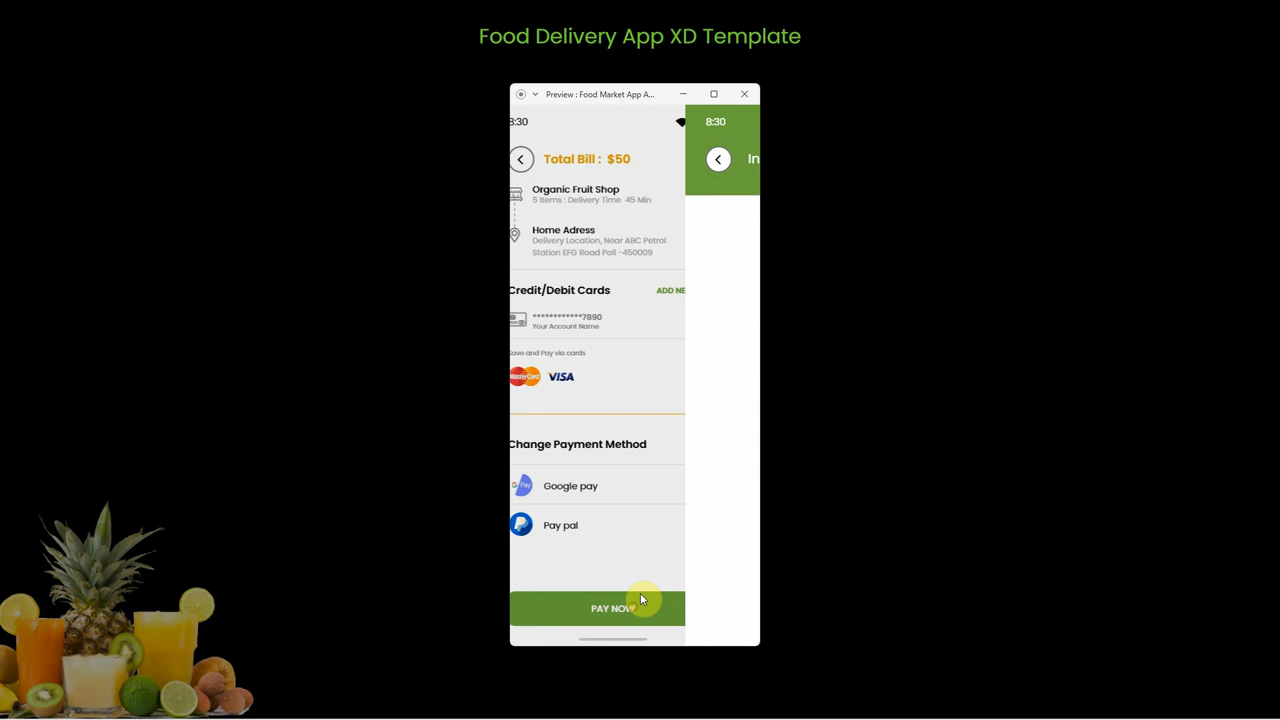 Food Delivery App XD Template
Preview : Food Market App A...
8:30
8:30
Total Bill : $50
In
Organic Fruit Shop
5 Items : Delivery Time 45 Min
Home Adress
Delivery Location, Near ABC Petrol
Station EFG Road Poll -450009
Credit/Debit Cards
ADD NE
************7890
Your Account Name
Save and Pay via cards
MasterCard VISA
Change Payment Method
G Pay Google pay
Pay pal
PAY NOW